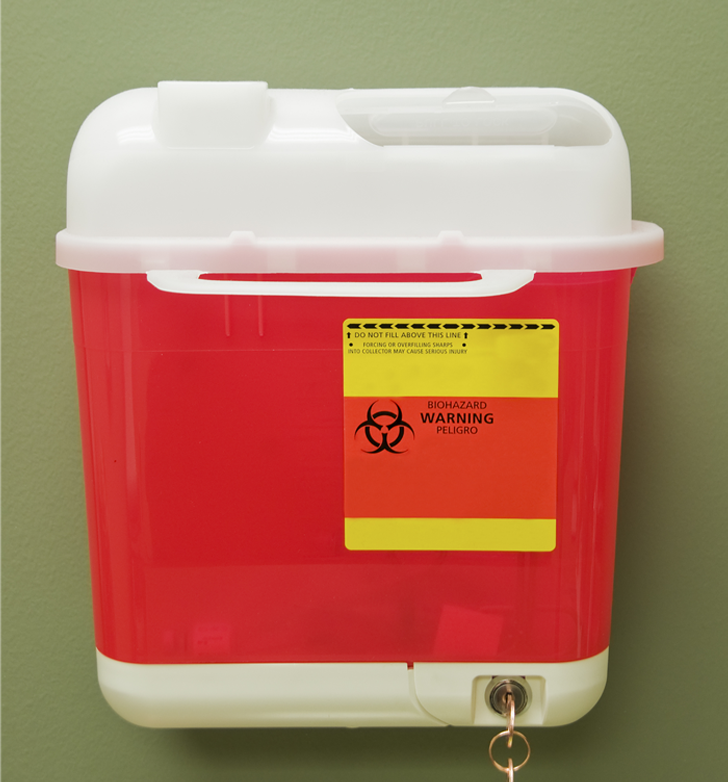 DO NOT FILL ABOVE THIS LINE
FORCING OR OVERFILLING SHARPS
INTO COLLECTOR MAY CAUSE SERIOUS INJURY
BIOHAZARD
WARNING
PELIGRO